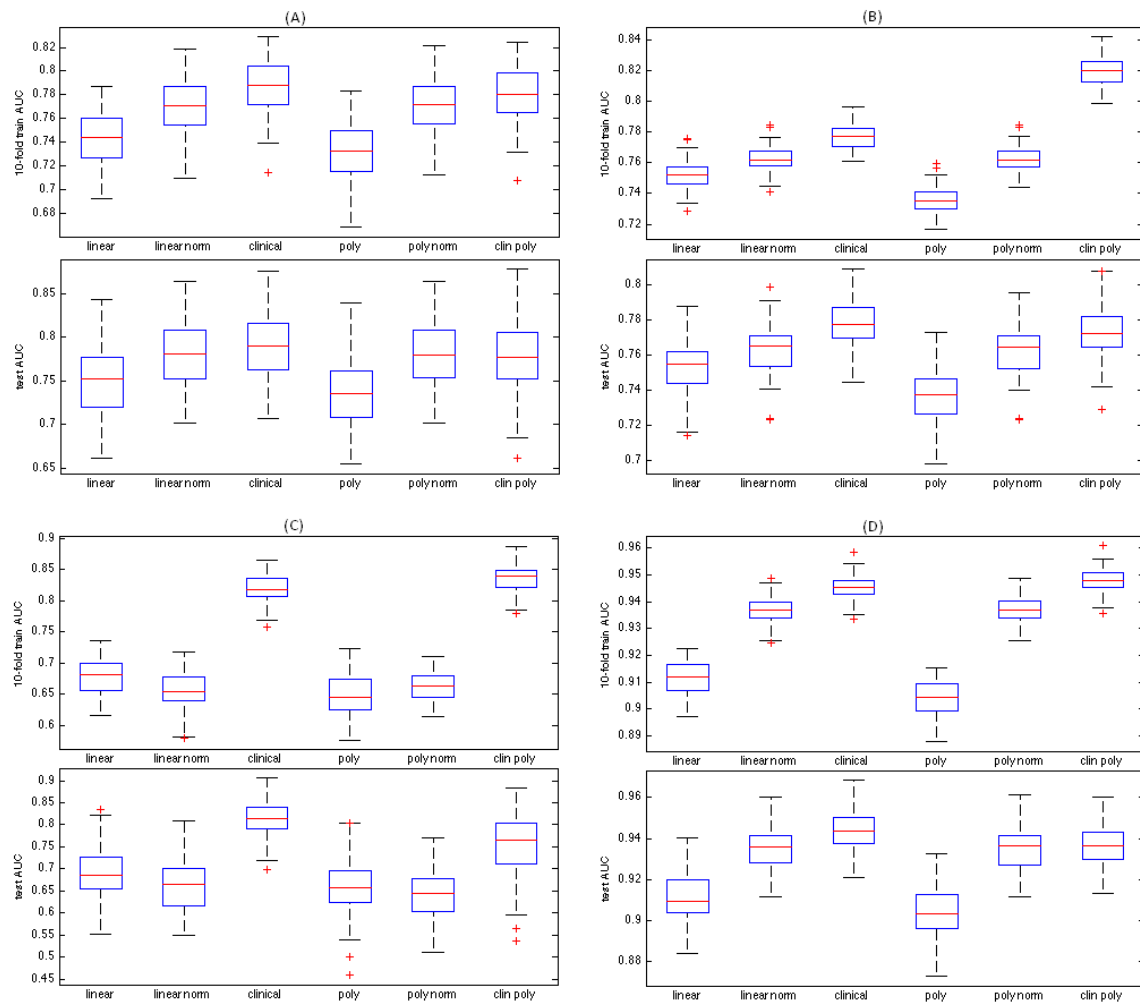 (A)
10-fold train AUC
0.82
0.8
0.78
0.76
0.74
0.72
0.7
0.68
linear linear norm clinical poly poly norm clin poly
test AUC
0.85
0.8
0.75
0.7
0.65
linear linear norm clinical poly poly norm clin poly
(B)
10-fold train AUC
0.84
0.82
0.8
0.78
0.76
0.74
0.72
linear linear norm clinical poly poly norm clin poly
test AUC
0.8
0.78
0.76
0.74
0.72
0.7
linear linear norm clinical poly poly norm clin poly
(C)
10-fold train AUC
0.9
0.85
0.8
0.75
0.7
0.65
0.6
linear linear norm clinical poly poly norm clin poly
test AUC
0.9
0.85
0.8
0.75
0.7
0.65
0.6
0.55
0.5
0.45
linear linear norm clinical poly poly norm clin poly
(D)
10-fold train AUC
0.96
0.95
0.94
0.93
0.92
0.91
0.9
0.89
linear linear norm clinical poly poly norm clin poly
test AUC
0.96
0.94
0.92
0.9
0.88
linear linear norm clinical poly poly norm clin poly